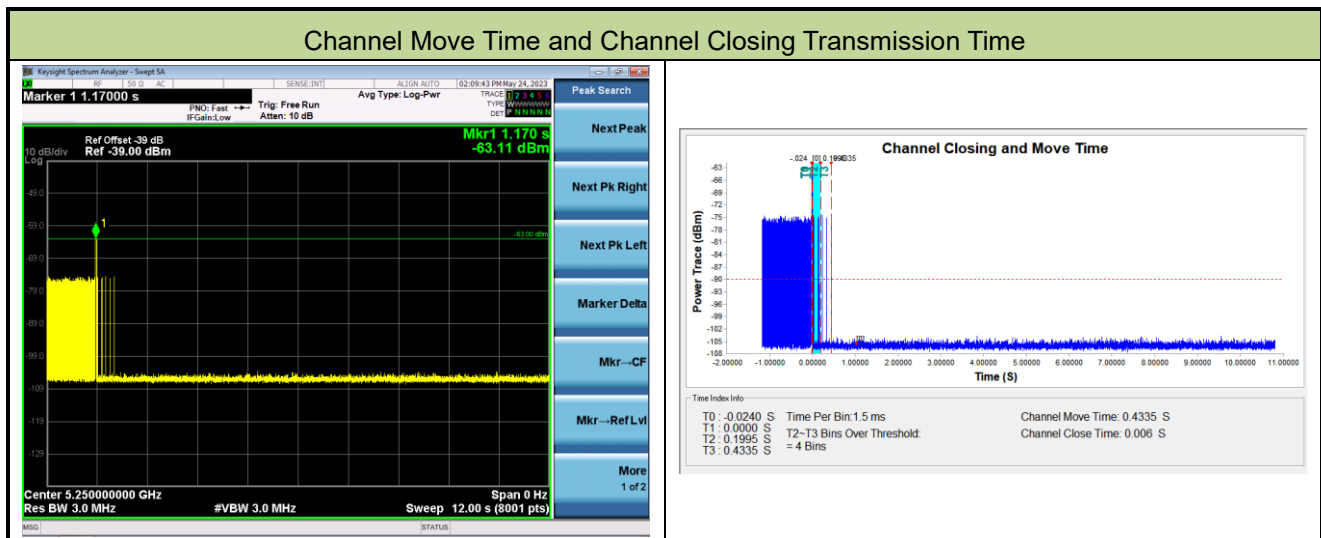 Channel Move Time and Channel Closing Transmission Time
Keysight Spectrum Analyzer - Swept SA
RF 50 Ω AC SENSE:INT ALIGN AUTO 02:09:43 PM May 24, 2023
Marker 1 1.17000 s
PNO: Fast
IFGain:Low
Trig: Free Run
Atten: 10 dB
Avg Type: Log-Pwr
TRACE 1 2 3 4 5 6
TYPE
DET P N N N N N
Peak Search
Next Peak
Next Pk Right
Next Pk Left
Marker Delta
Mkr→CF
Mkr→Ref Lvl
More
1 of 2
Mkr1 1.170 s
-63.11 dBm
Ref Offset -39 dB
10 dB/div Ref -39.00 dBm
Log
1
-49.0
-59.0
-63.00 dBm
-69.0
-79.0
-89.0
-99.0
-109
-119
-129
Center 5.250000000 GHz Span 0 Hz
Res BW 3.0 MHz #VBW 3.0 MHz Sweep 12.00 s (8001 pts)
MSG STATUS
Channel Closing and Move Time
-.024 [0]
T3
Power Trace (dBm)
-63
-66
-69
-72
-75
-78
-81
-84
-87
-90
-93
-96
-99
-102
-105
-108
-2.00000 -1.00000 0.00000 1.00000 2.00000 3.00000 4.00000 5.00000 6.00000 7.00000 8.00000 9.00000 10.00000 11.00000
Time (S)
Time Index Info
T0 : -0.0240 S
T1 : 0.0000 S
T2 : 0.1995 S
T3 : 0.4335 S
Time Per Bin:1.5 ms
T2~T3 Bins Over Threshold:
= 4 Bins
Channel Move Time: 0.4335 S
Channel Close Time: 0.006 S